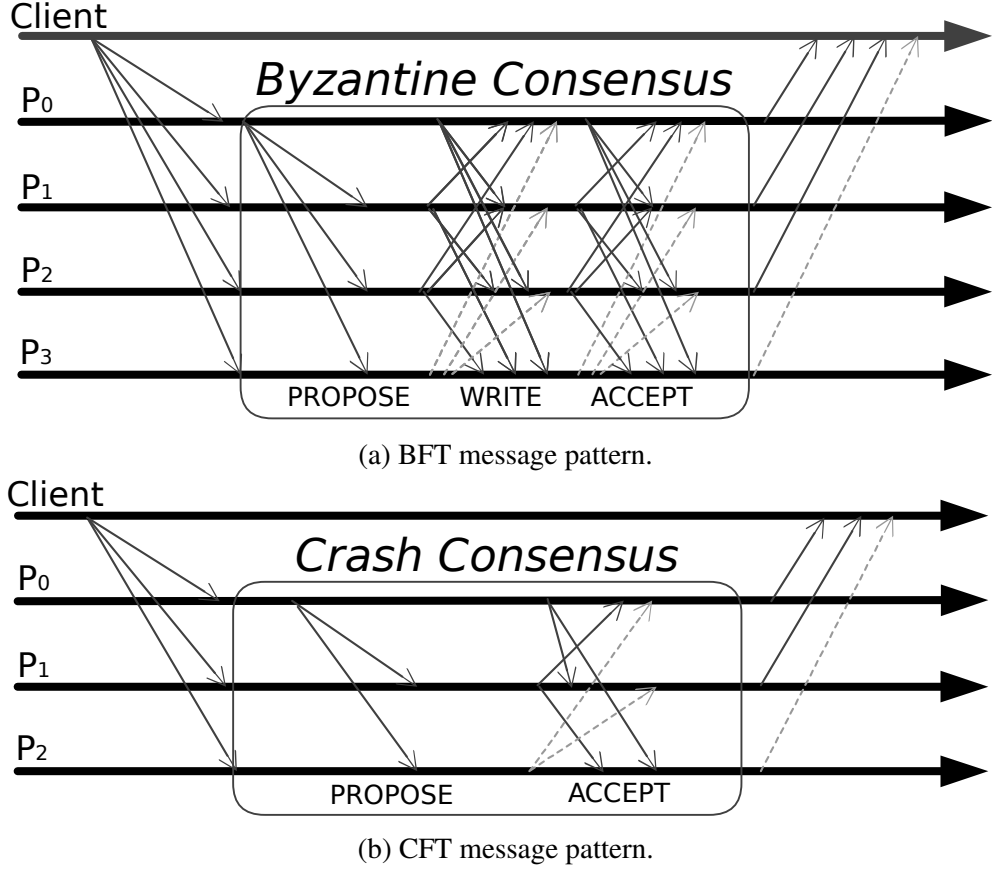 Client
Byzantine Consensus
P0
P1
P2
P3
PROPOSE WRITE ACCEPT
(a) BFT message pattern.
Client
Crash Consensus
P0
P1
P2
PROPOSE ACCEPT
(b) CFT message pattern.